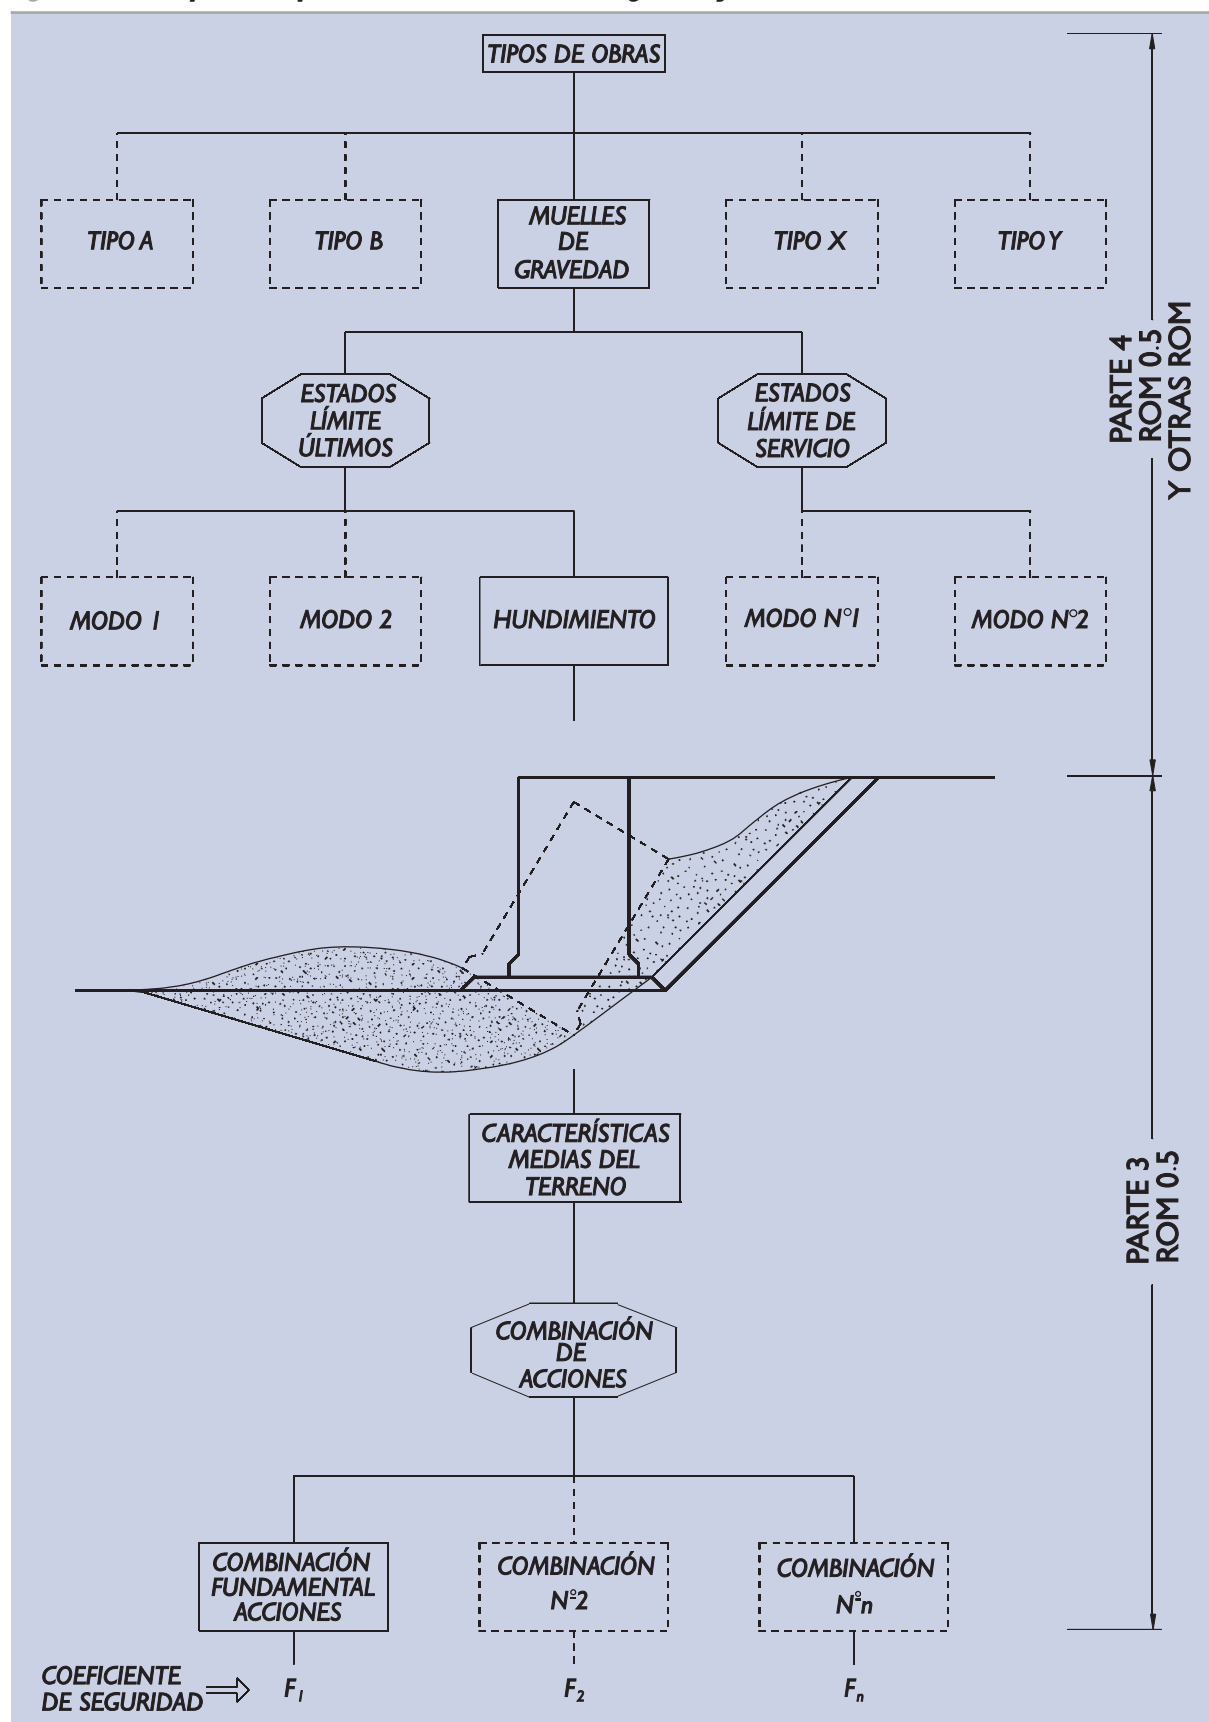 TIPOS DE OBRAS
TIPO A
TIPO B
MUELLES
DE
GRAVEDAD
TIPO X
TIPO Y
ESTADOS
LÍMITE
ÚLTIMOS
ESTADOS
LÍMITE DE
SERVICIO
PARTE 4
ROM 0.5
Y OTRAS ROM
MODO 1
MODO 2
HUNDIMIENTO
MODO N°1
MODO N°2
CARACTERÍSTICAS
MEDIAS DEL
TERRENO
PARTE 3
ROM 0.5
COMBINACIÓN
DE
ACCIONES
COMBINACIÓN
FUNDAMENTAL
ACCIONES
COMBINACIÓN
Nº2
COMBINACIÓN
Nºn
COEFICIENTE
DE SEGURIDAD
F1
F2
Fn